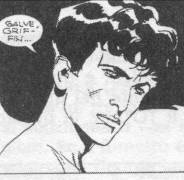 SALVE,
GRIF-
FIN...